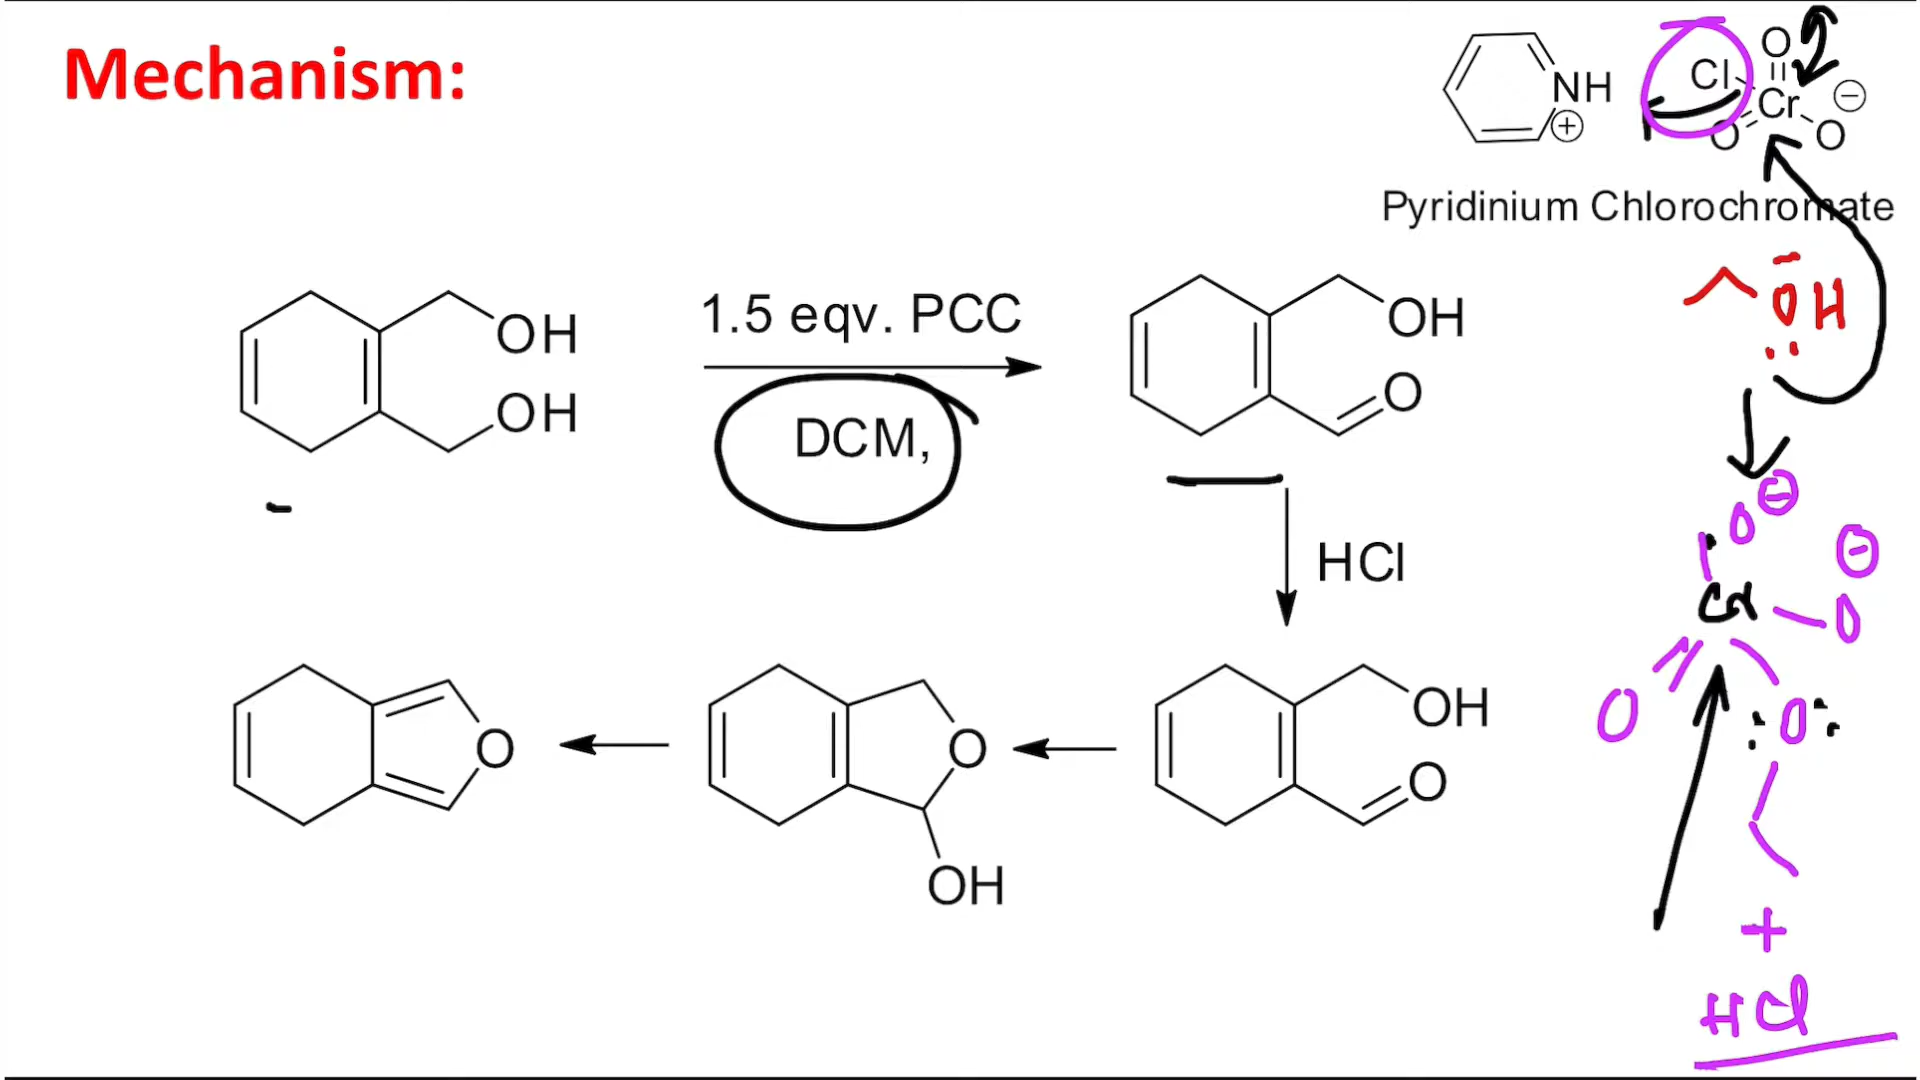 Mechanism:
NH
⊕
Cl
O
Cr
⊖
O
O
Pyridinium Chlorochromate
OH
OH
OH
1.5 eqv. PCC
DCM,
OH
O
HCl
O
⊖
⊖
Cr
O
O
O
O
O
OH
OH
O
+
HCl